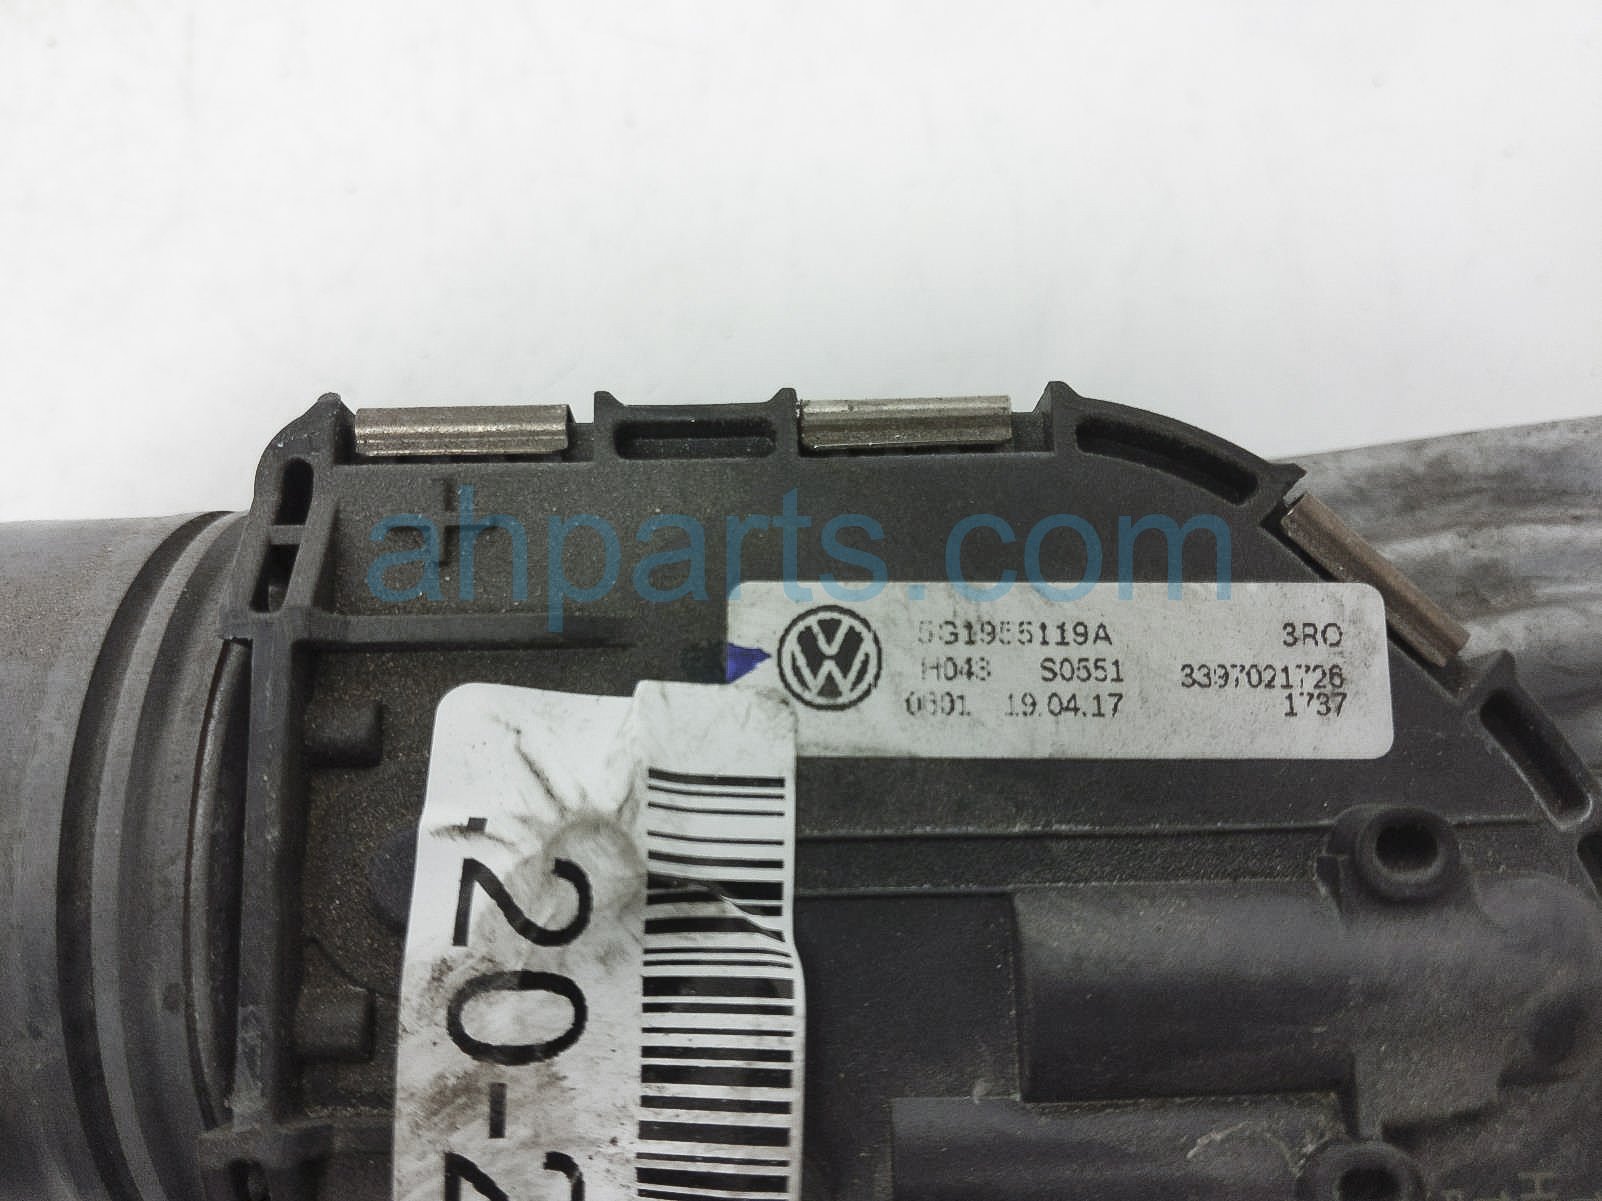 ahparts.com
5G1955119A 3RO
H043 S0551 3397021726
0801 19.04.17 1737
-20-2